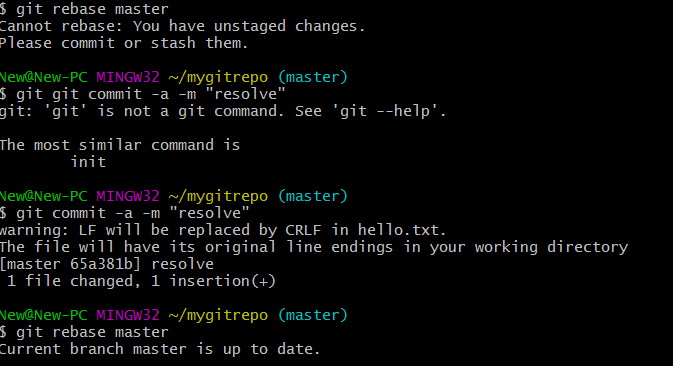 $ git rebase master
Cannot rebase: You have unstaged changes.
Please commit or stash them.
New@New-PC MINGW32 ~/mygitrepo (master)
$ git git commit -a -m "resolve"
git: 'git' is not a git command. See 'git --help'.
The most similar command is
init
New@New-PC MINGW32 ~/mygitrepo (master)
$ git commit -a -m "resolve"
warning: LF will be replaced by CRLF in hello.txt.
The file will have its original line endings in your working directory
[master 65a381b] resolve
1 file changed, 1 insertion(+)
New@New-PC MINGW32 ~/mygitrepo (master)
$ git rebase master
Current branch master is up to date.